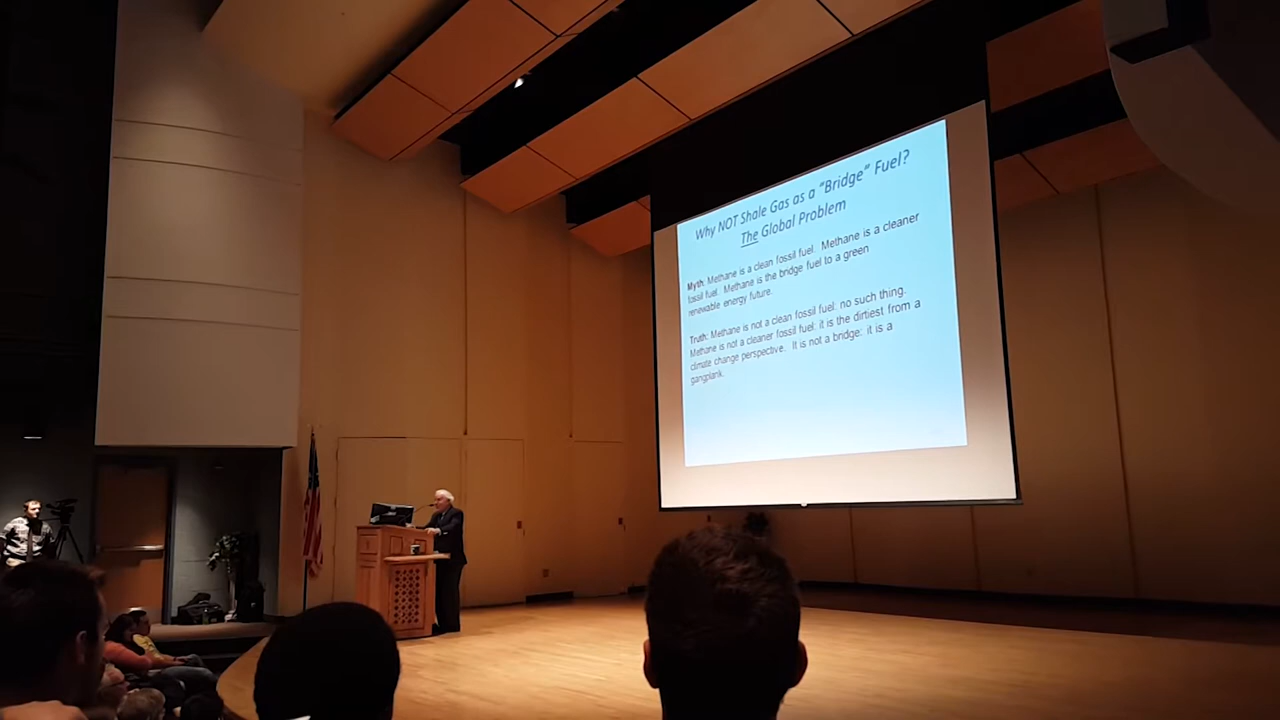 Why NOT Shale Gas as a “Bridge” Fuel?
The Global Problem
Myth: Methane is a clean fossil fuel. Methane is a cleaner
fossil fuel. Methane is the bridge fuel to a green
renewable energy future.
Truth: Methane is not a clean fossil fuel: no such thing.
Methane is not a cleaner fossil fuel: it is the dirtiest from a
climate change perspective. It is not a bridge: it is a
gangplank.